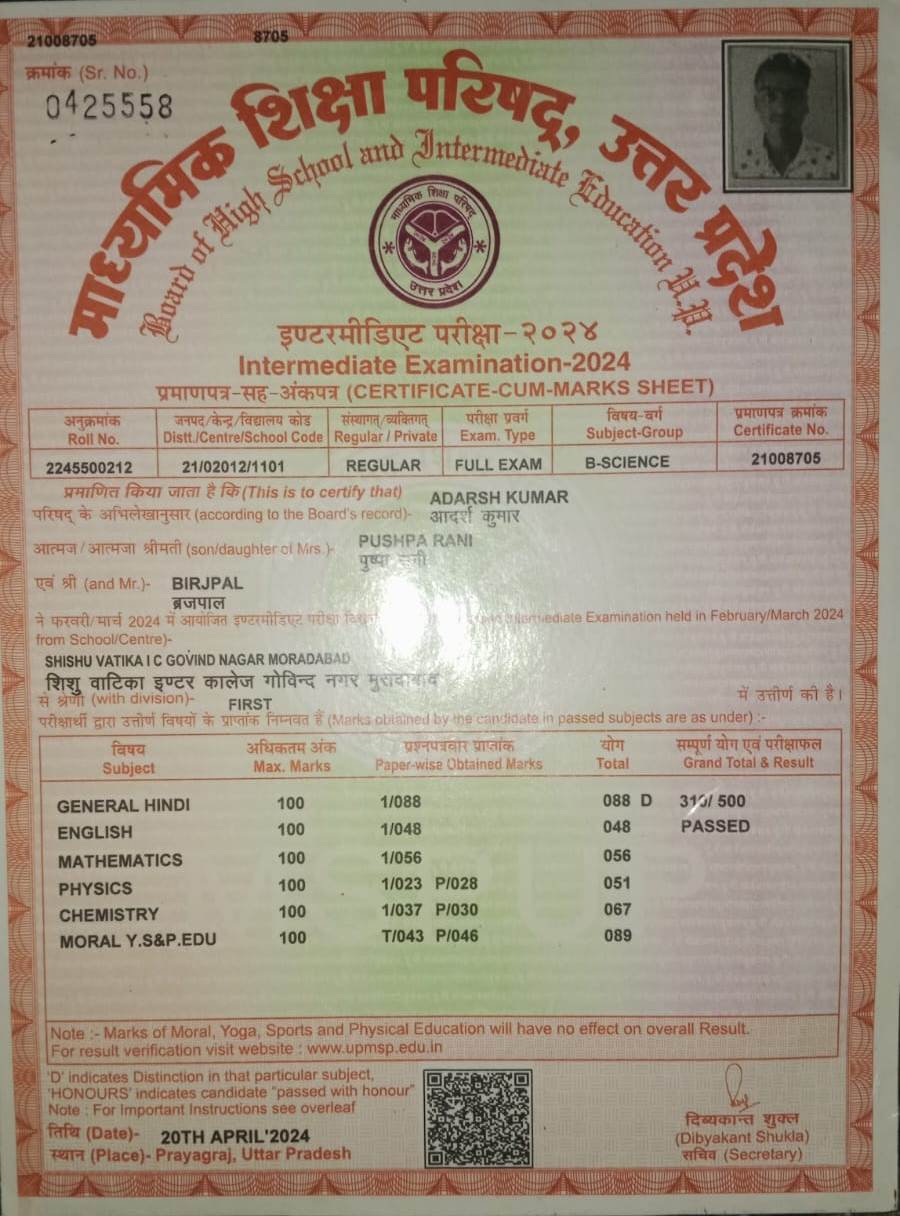 21008705 8705
क्रमांक (Sr. No.)
0425558
माध्यमिक शिक्षा परिषद्, उत्तर प्रदेश
Board of High School and Intermediate Education U.P.
माध्यमिक शिक्षा परिषद्
उत्तर प्रदेश
इण्टरमीडिएट परीक्षा-२०२४
Intermediate Examination-2024
प्रमाणपत्र-सह-अंकपत्र (CERTIFICATE-CUM-MARKS SHEET)
अनुक्रमांक जनपद/केन्द्र/विद्यालय कोड संस्थागत/व्यक्तिगत परीक्षा प्रवर्ग विषय-वर्ग प्रमाणपत्र क्रमांक
Roll No. Distt./Centre/School Code Regular / Private Exam. Type Subject-Group Certificate No.
2245500212 21/02012/1101 REGULAR FULL EXAM B-SCIENCE 21008705
प्रमाणित किया जाता है कि (This is to certify that) ADARSH KUMAR
परिषद् के अभिलेखानुसार (according to the Board's record)- आदर्श कुमार
आत्मज/आत्मजा श्रीमती (son/daughter of Mrs.)- PUSHPA RANI
पुष्पा
एवं श्री (and Mr.)- BIRJPAL
ब्रजपाल
ने फरवरी/मार्च 2024 में आयोजित इण्टरमीडिएट परीक्षा Intermediate Examination held in February/March 2024
from School/Centre)-
SHISHU VATIKA I C GOVIND NAGAR MORADABAD
शिशु वाटिका इण्टर कालेज गोविन्द नगर मुरादाबाद
से श्रेणी (with division)- FIRST में उत्तीर्ण की है।
परीक्षार्थी द्वारा उत्तीर्ण विषयों के प्राप्तांक निम्नवत हैं (Marks obtained by the candidate in passed subjects are as under) :-
विषय अधिकतम अंक प्रश्नपत्रवार प्राप्तांक योग सम्पूर्ण योग एवं परीक्षाफल
Subject Max. Marks Paper-wise Obtained Marks Total Grand Total & Result
GENERAL HINDI 100 1/088 088 D 310/ 500
ENGLISH 100 1/048 048 PASSED
MATHEMATICS 100 1/056 056
PHYSICS 100 1/023 P/028 051
CHEMISTRY 100 1/037 P/030 067
MORAL Y.S&P.EDU 100 T/043 P/046 089
Note :- Marks of Moral, Yoga, Sports and Physical Education will have no effect on overall Result.
For result verification visit website : www.upmsp.edu.in
'D' indicates Distinction in that particular subject,
'HONOURS' indicates candidate "passed with honour"
Note : For Important Instructions see overleaf
तिथि (Date)- 20TH APRIL'2024
स्थान (Place)- Prayagraj, Uttar Pradesh
दिब्यकान्त शुक्ल
(Dibyakant Shukla)
सचिव (Secretary)